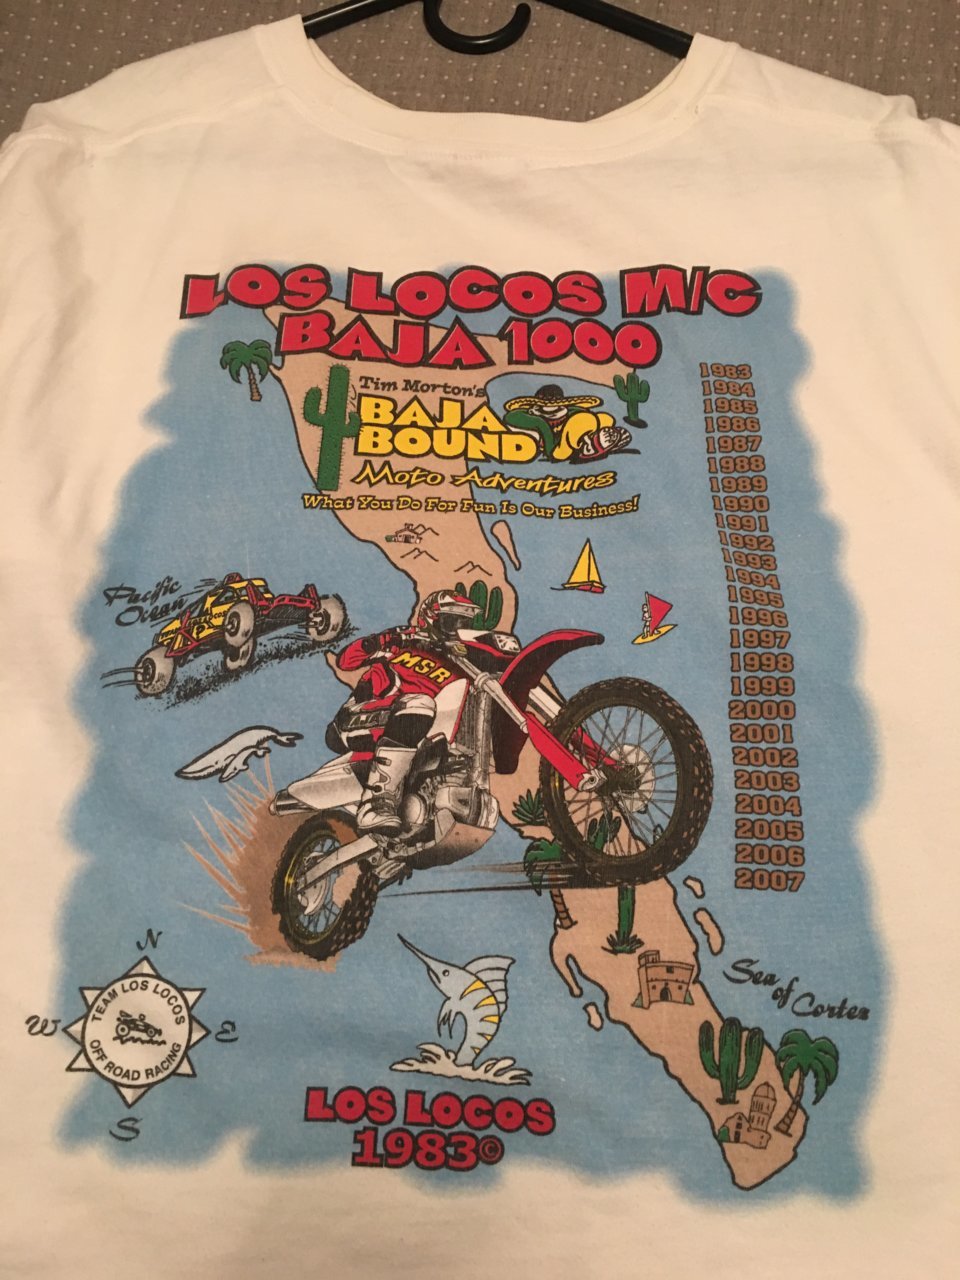 LOS LOCOS M/C
BAJA 1000
Tim Morton's
BAJA
BOUND
Moto Adventures
What You Do For Fun Is Our Business!
1983
1984
1985
1986
1987
1988
1989
1990
1991
1992
1993
1994
1995
1996
1997
1998
1999
2000
2001
2002
2003
2004
2005
2006
2007
Pacific
Ocean
MSR
Sea
of
Cortez
N
W
E
S
TEAM LOS LOCOS
OFF ROAD RACING
LOS LOCOS
1983©